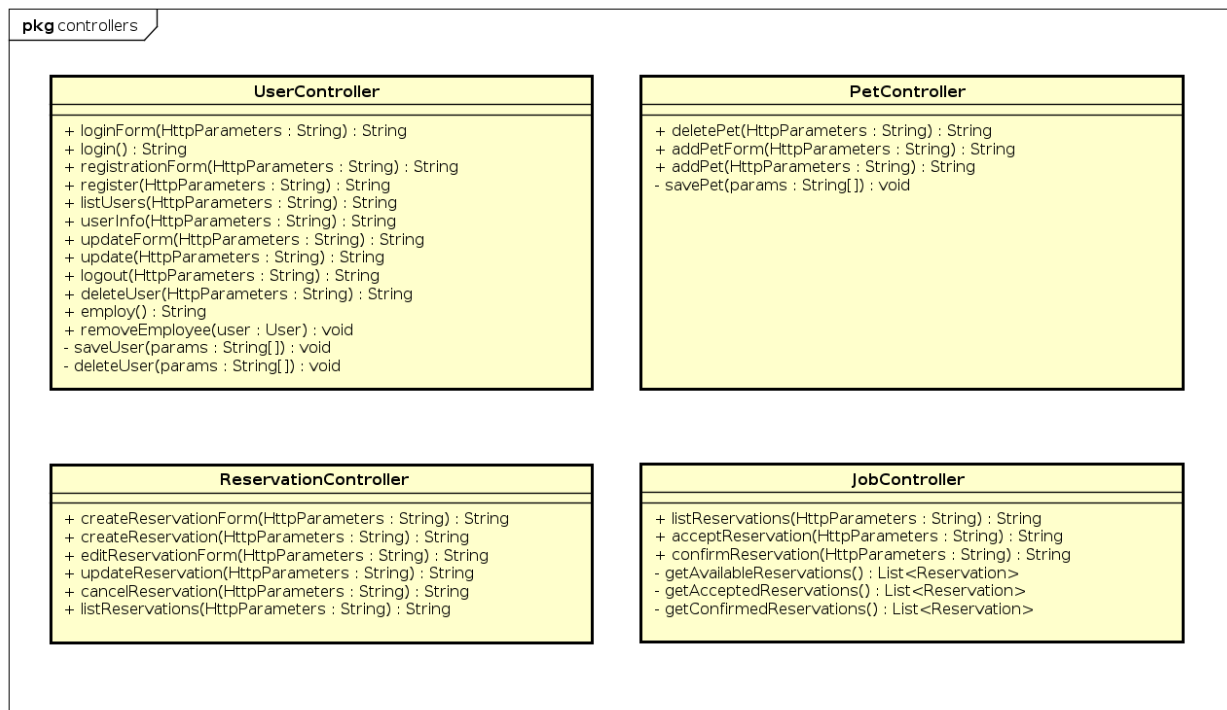 pkg controllers
UserController
+ loginForm(HttpParameters : String) : String
+ login() : String
+ registrationForm(HttpParameters : String) : String
+ register(HttpParameters : String) : String
+ listUsers(HttpParameters : String) : String
+ userInfo(HttpParameters : String) : String
+ updateForm(HttpParameters : String) : String
+ update(HttpParameters : String) : String
+ logout(HttpParameters : String) : String
+ deleteUser(HttpParameters : String) : String
+ employ() : String
+ removeEmployee(user : User) : void
- saveUser(params : String[]) : void
- deleteUser(params : String[]) : void
PetController
+ deletePet(HttpParameters : String) : String
+ addPetForm(HttpParameters : String) : String
+ addPet(HttpParameters : String) : String
- savePet(params : String[]) : void
ReservationController
+ createReservationForm(HttpParameters : String) : String
+ createReservation(HttpParameters : String) : String
+ editReservationForm(HttpParameters : String) : String
+ updateReservation(HttpParameters : String) : String
+ cancelReservation(HttpParameters : String) : String
+ listReservations(HttpParameters : String) : String
JobController
+ listReservations(HttpParameters : String) : String
+ acceptReservation(HttpParameters : String) : String
+ confirmReservation(HttpParameters : String) : String
- getAvailableReservations() : List<Reservation>
- getAcceptedReservations() : List<Reservation>
- getConfirmedReservations() : List<Reservation>